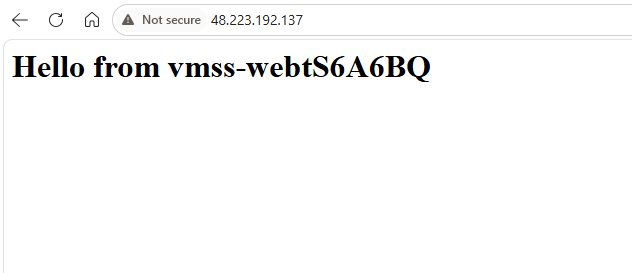 Not secure 48.223.192.137
Hello from vmss-webtS6A6BQ